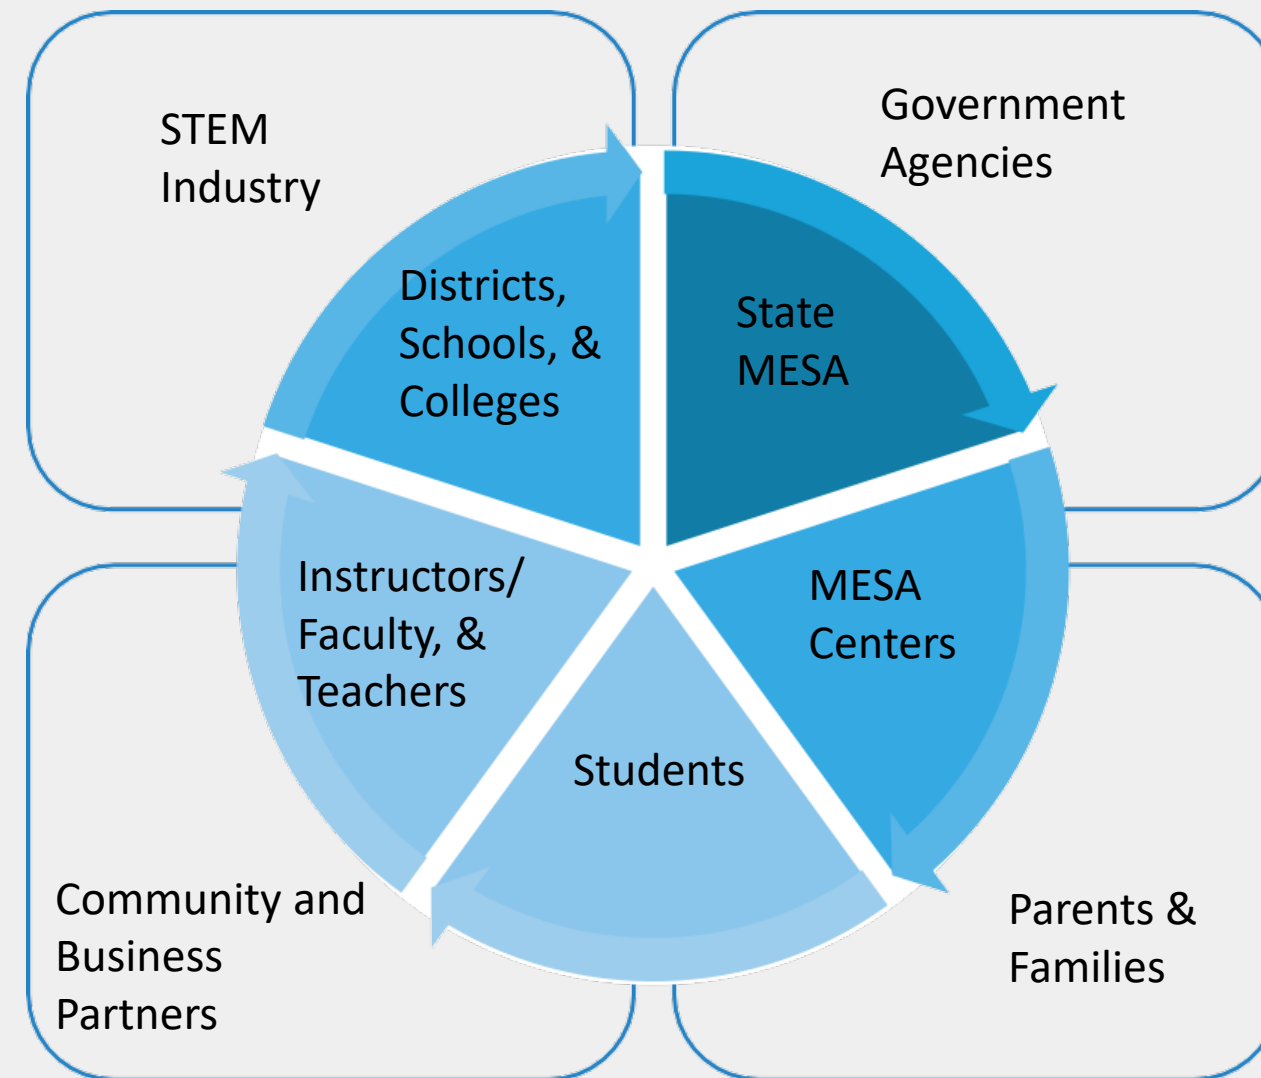 STEM
Industry
Government
Agencies
Districts,
Schools, &
Colleges
State
MESA
Instructors/
Faculty, &
Teachers
MESA
Centers
Students
Community and
Business
Partners
Parents &
Families